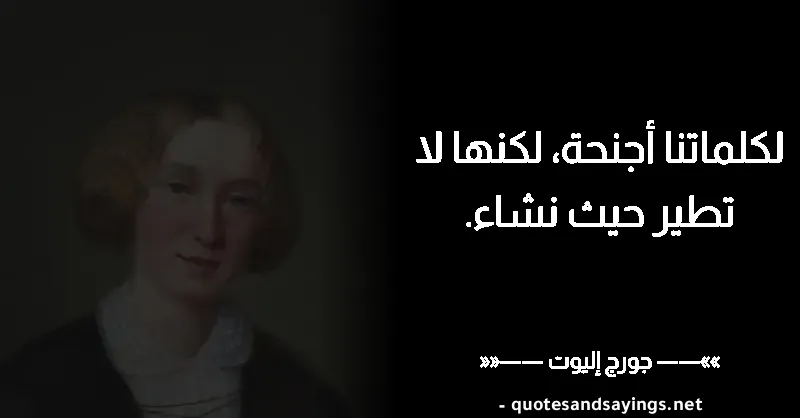 لكلماتنا أجنحة، لكنها لا
تطير حيث نشاء.
»»——— جورج إليوت ———««
- quotesandsayings.net